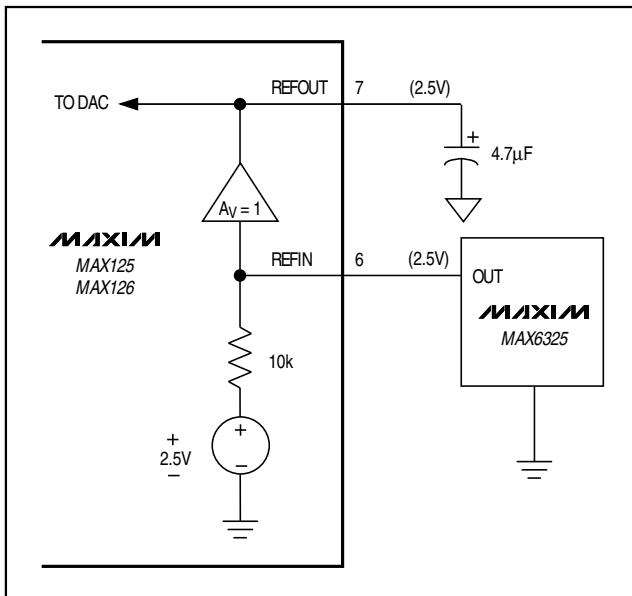 REFOUT 7 (2.5V)
TO DAC
+
4.7µF
AV = 1
MAXIM
MAX125
MAX126
REFIN 6 (2.5V)
OUT
MAXIM
MAX6325
10k
+
2.5V
−
+
−